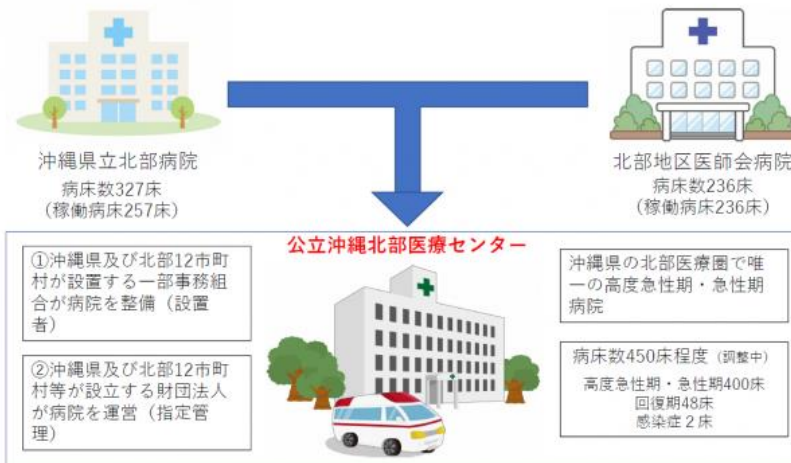 沖縄県立北部病院
病床数327床
(稼働病床257床)
北部地区医師会病院
病床数236床
(稼働病床236床)
公立沖縄北部医療センター
①沖縄県及び北部12市町
村が設置する一部事務組
合が病院を整備（設置
者）
②沖縄県及び北部12市町
村等が設立する財団法人
が病院を運営（指定管
理）
沖縄県の北部医療圏で唯
一の高度急性期・急性期
病院
病床数450床程度（調整中）
高度急性期・急性期400床
回復期48床
感染症２床